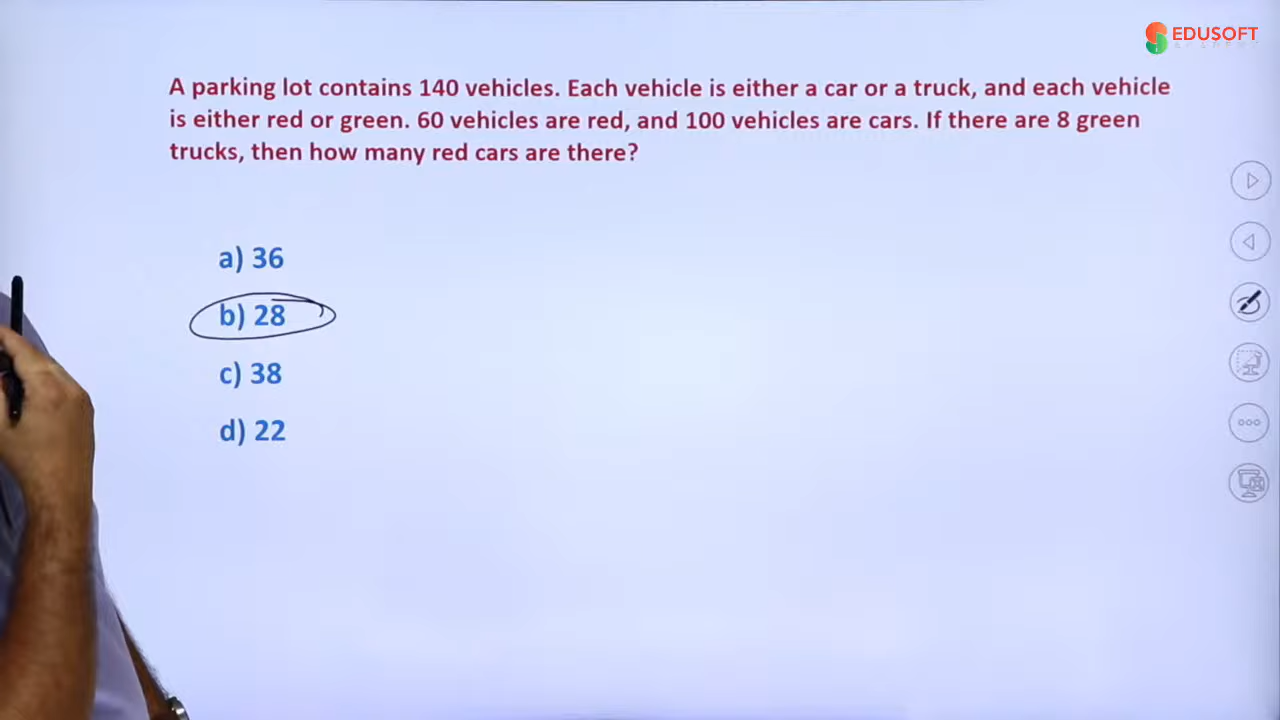 EDUSOFT
ACADEMY
A parking lot contains 140 vehicles. Each vehicle is either a car or a truck, and each vehicle
is either red or green. 60 vehicles are red, and 100 vehicles are cars. If there are 8 green
trucks, then how many red cars are there?
a) 36
b) 28
c) 38
d) 22